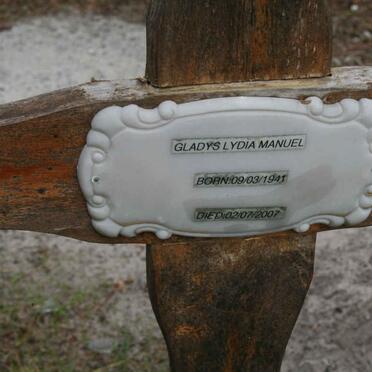 GLADYS LYDIA MANUEL
BORN:09/03/1941
DIED:02/07/2007